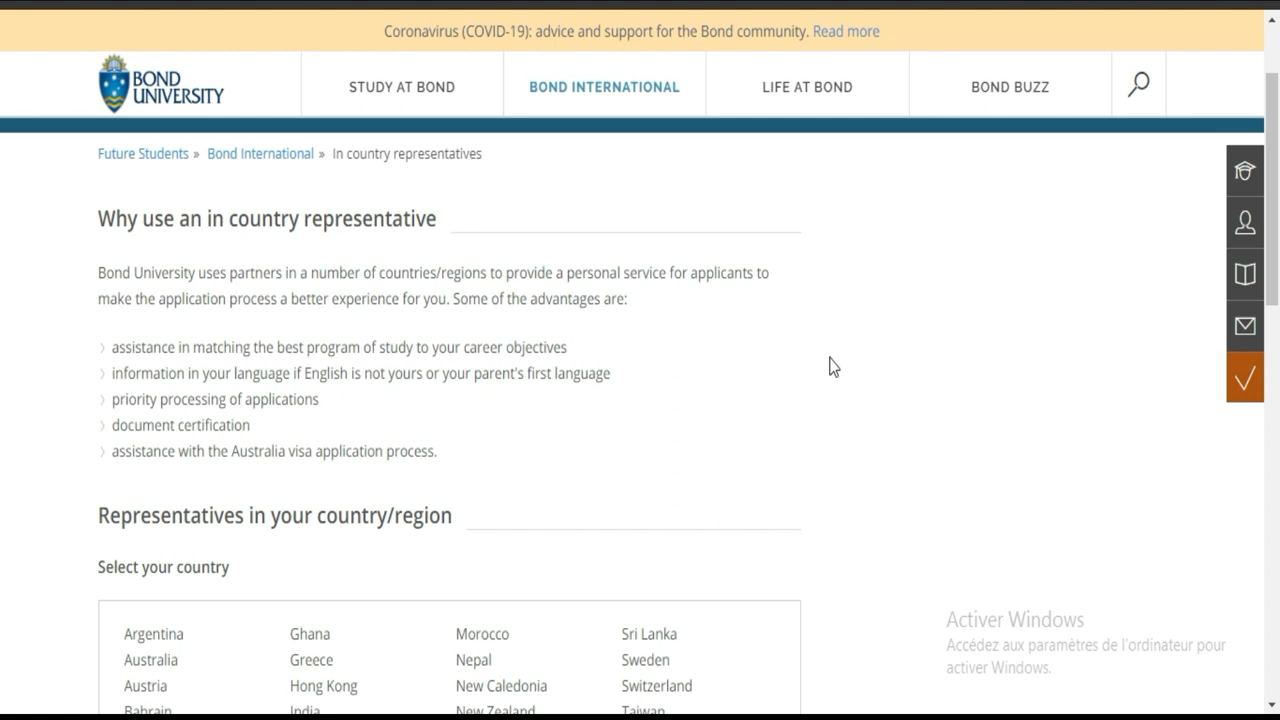 Coronavirus (COVID-19): advice and support for the Bond community. Read more
BOND UNIVERSITY
STUDY AT BOND
BOND INTERNATIONAL
LIFE AT BOND
BOND BUZZ
Future Students » Bond International » In country representatives
Why use an in country representative
Bond University uses partners in a number of countries/regions to provide a personal service for applicants to
make the application process a better experience for you. Some of the advantages are:
assistance in matching the best program of study to your career objectives
information in your language if English is not yours or your parent's first language
priority processing of applications
document certification
assistance with the Australia visa application process.
Representatives in your country/region
Select your country
Argentina Ghana Morocco Sri Lanka
Australia Greece Nepal Sweden
Austria Hong Kong New Caledonia Switzerland
Bahrain India New Zealand Taiwan
Activer Windows
Accédez aux paramètres de l'ordinateur pour
activer Windows.